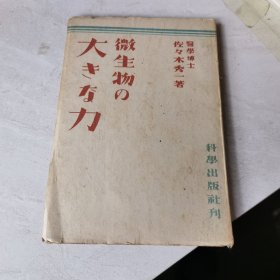 醫學博士
佐々木秀一著
微生物の
大きな力
科學出版社刊